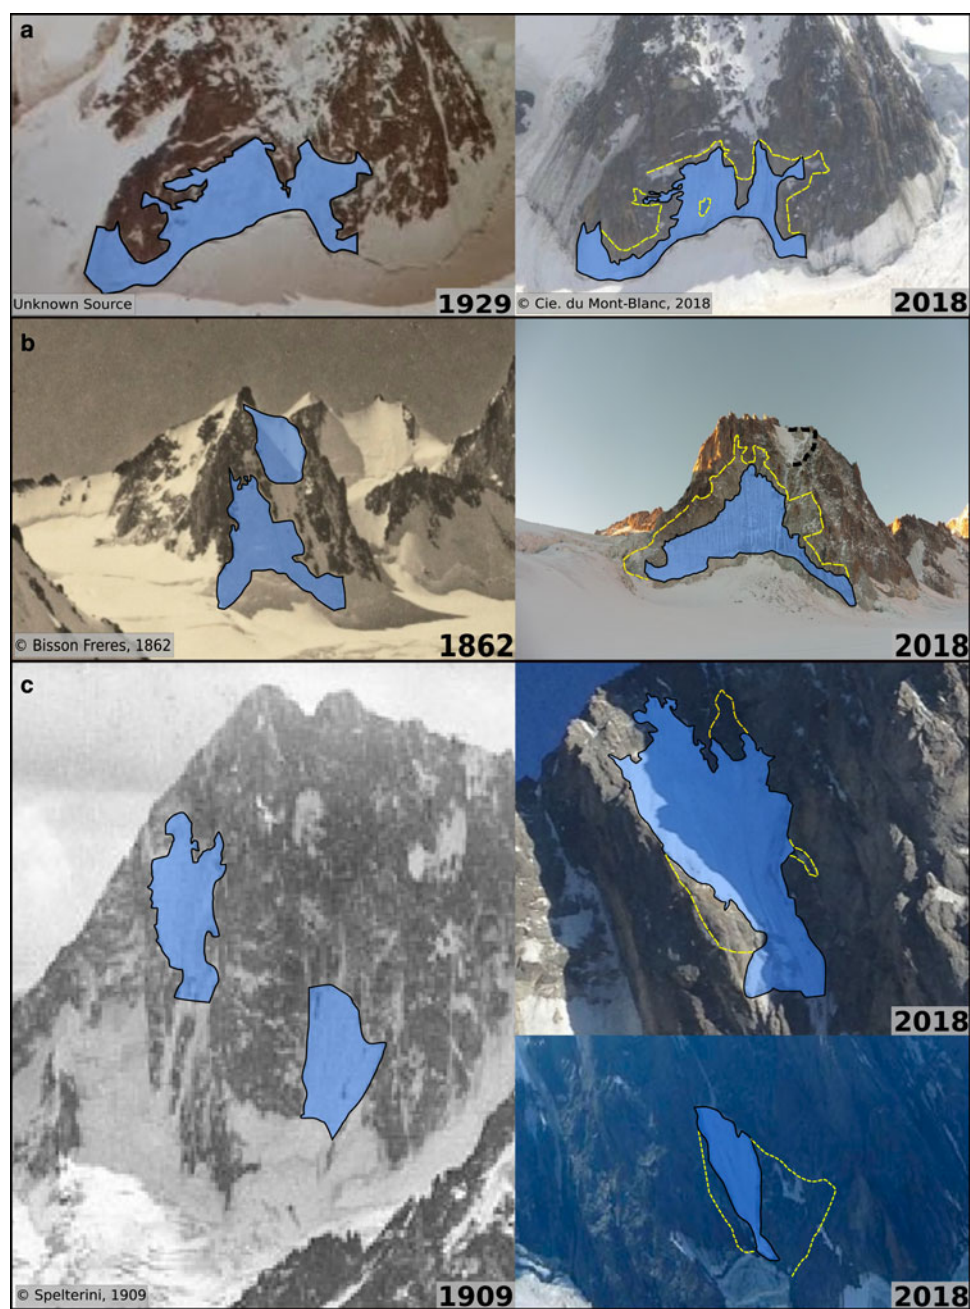 a
Unknown Source
1929
© Cie. du Mont-Blanc, 2018
2018
b
© Bisson Freres, 1862
1862
2018
c
© Spelterini, 1909
1909
2018
2018